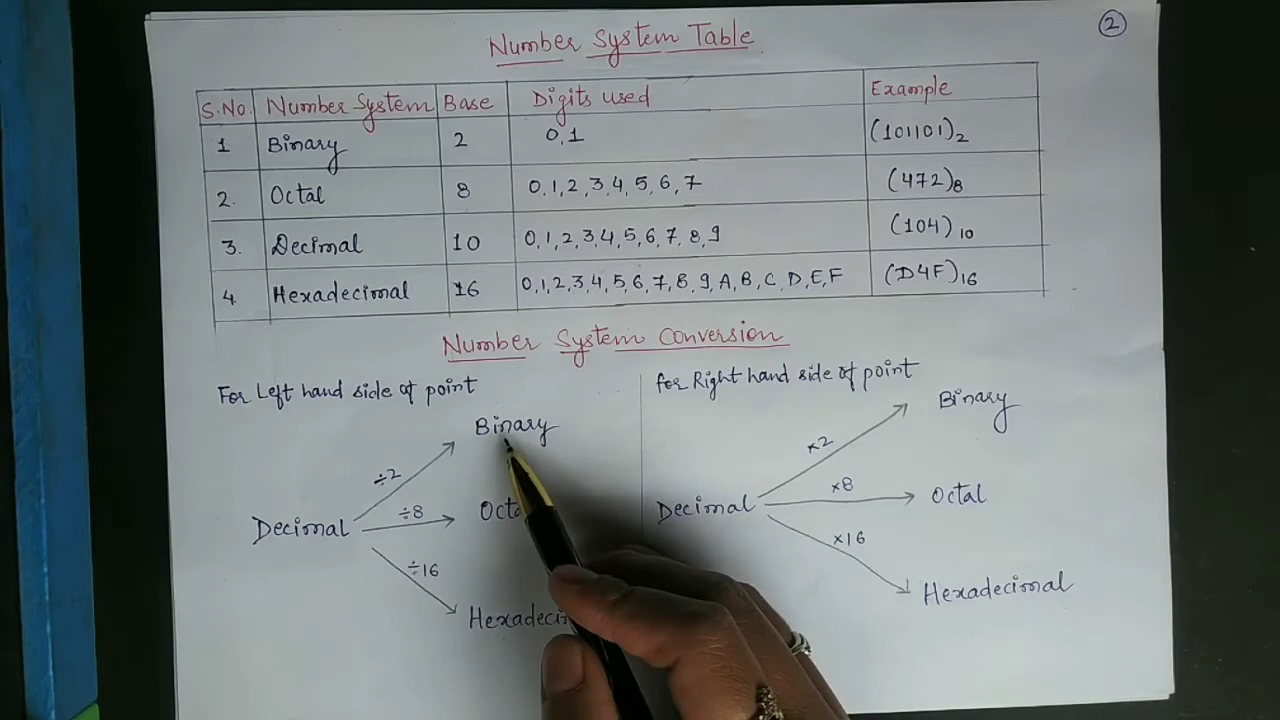 2
Number System Table
S.No. Number System Base Digits used Example
1 Binary 2 0,1 (101101)₂
2. Octal 8 0,1,2,3,4,5,6,7 (472)₈
3. Decimal 10 0,1,2,3,4,5,6,7,8,9 (104)₁₀
4. Hexadecimal 16 0,1,2,3,4,5,6,7,8,9,A,B,C,D,E,F (D4F)₁₆
Number System Conversion
For Left hand side of point
Binary
÷2
Decimal ÷8 Octa
÷16
Hexadeci
for Right hand side of point
Binary
×2
Decimal ×8 Octal
×16
Hexadecimal